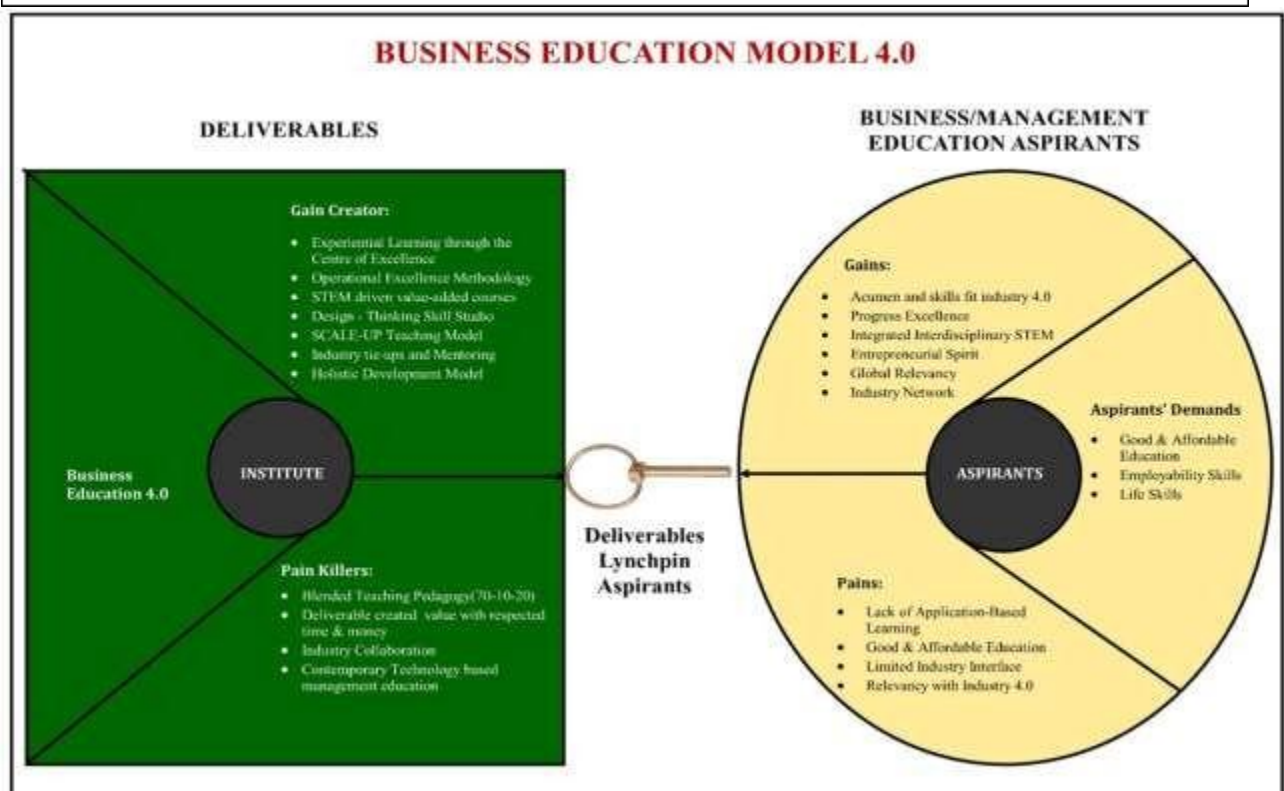 BUSINESS EDUCATION MODEL 4.0
DELIVERABLES
Gain Creator:
• Experiential Learning through the
Centre of Excellence
• Operational Excellence Methodology
• STEM driven value-added courses
• Design - Thinking Skill Studio
• SCALE-UP Teaching Model
• Industry tie-ups and Mentoring
• Holistic Development Model
Business
Education 4.0
INSTITUTE
Pain Killers:
• Blended Teaching Pedagogy(70-10-20)
• Deliverable created value with respected
time & money
• Industry Collaboration
• Contemporary Technology based
management education
Deliverables
Lynchpin
Aspirants
BUSINESS/MANAGEMENT
EDUCATION ASPIRANTS
Gains:
• Acumen and skills fit industry 4.0
• Progress Excellence
• Integrated Interdisciplinary STEM
• Entrepreneurial Spirit
• Global Relevancy
• Industry Network
ASPIRANTS
Aspirants' Demands
• Good & Affordable
Education
• Employability Skills
• Life Skills
Pains:
• Lack of Application-Based
Learning
• Good & Affordable Education
• Limited Industry Interface
• Relevancy with Industry 4.0